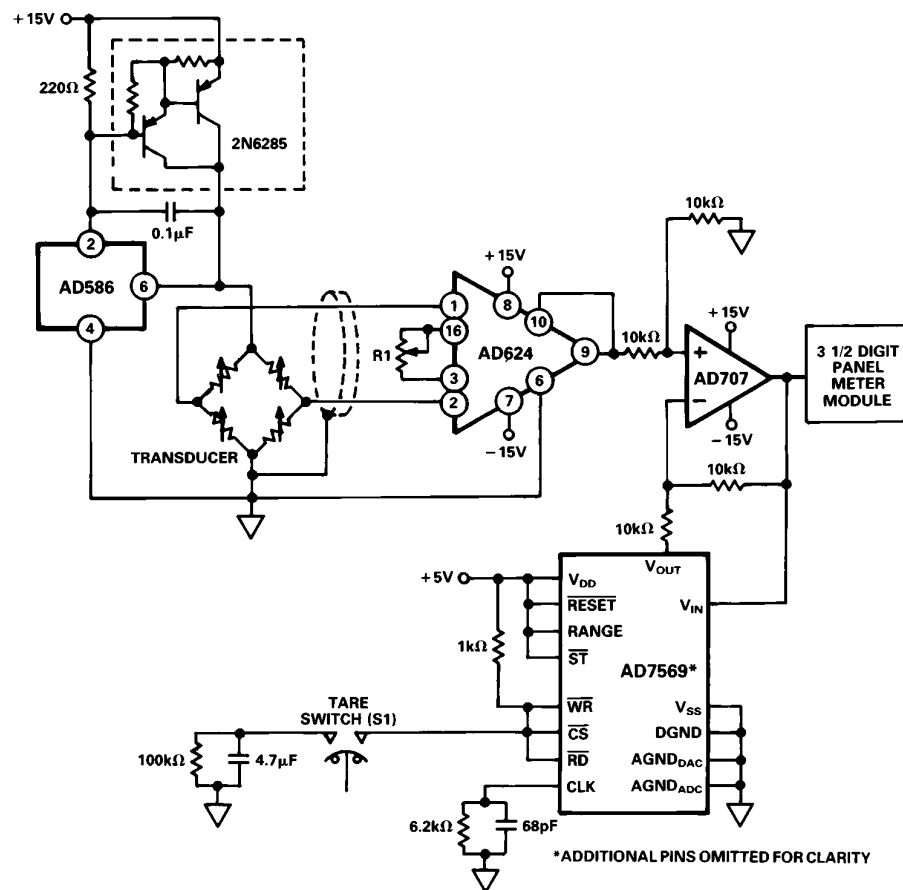 +15V
220Ω
2N6285
0.1µF
2
AD586
6
4
TRANSDUCER
R1
1
16
3
2
+15V
8
10
AD624
9
6
7
−15V
10kΩ
10kΩ
+15V
+
AD707
−
−15V
3 1/2 DIGIT
PANEL
METER
MODULE
10kΩ
10kΩ
+5V
1kΩ
VOUT
VDD
RESET
RANGE
ST
VIN
AD7569*
WR
CS
RD
CLK
VSS
DGND
AGNDDAC
AGNDADC
TARE
SWITCH (S1)
100kΩ
4.7µF
6.2kΩ
68pF
*ADDITIONAL PINS OMITTED FOR CLARITY